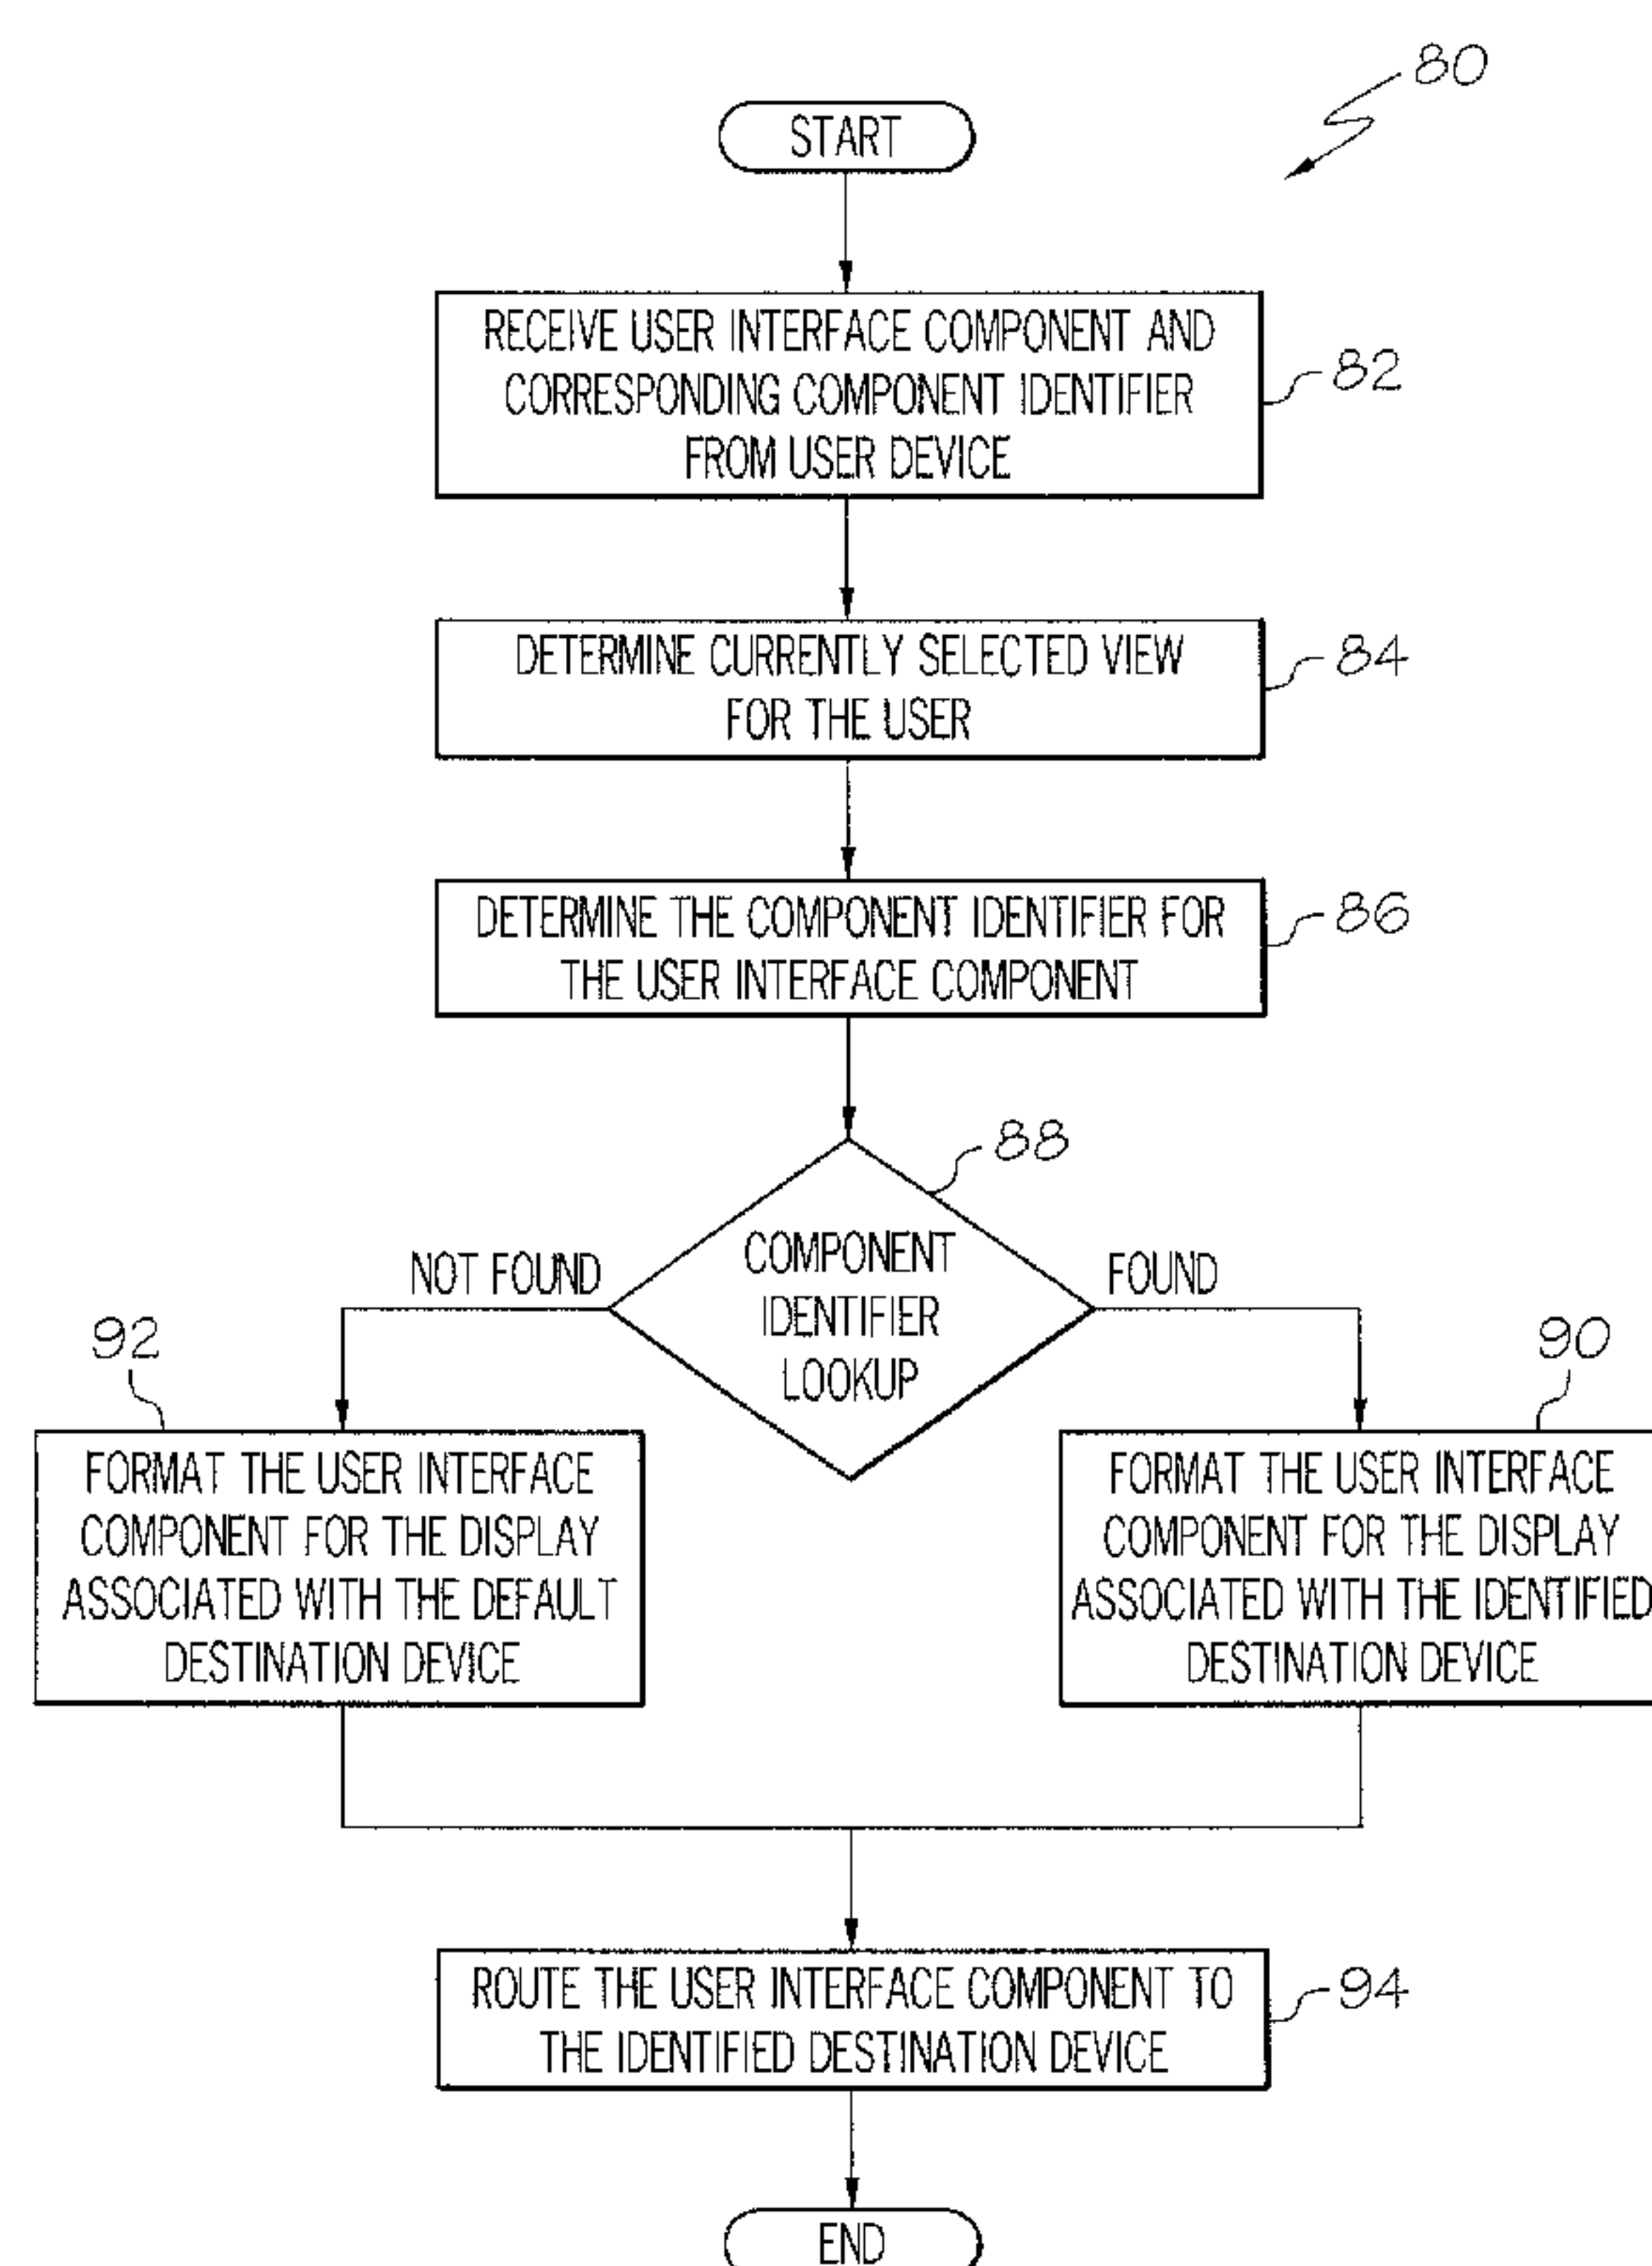 80
START
RECEIVE USER INTERFACE COMPONENT AND
CORRESPONDING COMPONENT IDENTIFIER
FROM USER DEVICE
82
DETERMINE CURRENTLY SELECTED VIEW
FOR THE USER
84
DETERMINE THE COMPONENT IDENTIFIER FOR
THE USER INTERFACE COMPONENT
86
88
COMPONENT
IDENTIFIER
LOOKUP
NOT FOUND
FOUND
92
FORMAT THE USER INTERFACE
COMPONENT FOR THE DISPLAY
ASSOCIATED WITH THE DEFAULT
DESTINATION DEVICE
90
FORMAT THE USER INTERFACE
COMPONENT FOR THE DISPLAY
ASSOCIATED WITH THE IDENTIFIED
DESTINATION DEVICE
ROUTE THE USER INTERFACE COMPONENT TO
THE IDENTIFIED DESTINATION DEVICE
94
END